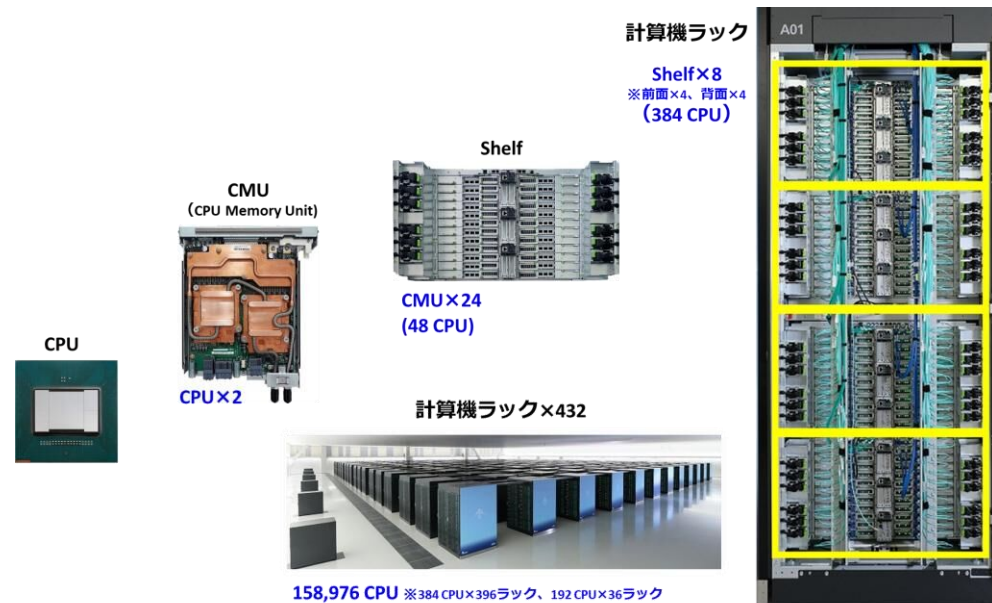 計算機ラック
Shelf×8
※前面×4、背面×4
(384 CPU)
A01
Shelf
CMU×24
(48 CPU)
CMU
(CPU Memory Unit)
CPU×2
CPU
計算機ラック×432
158,976 CPU ※384 CPU×396ラック、192 CPU×36ラック